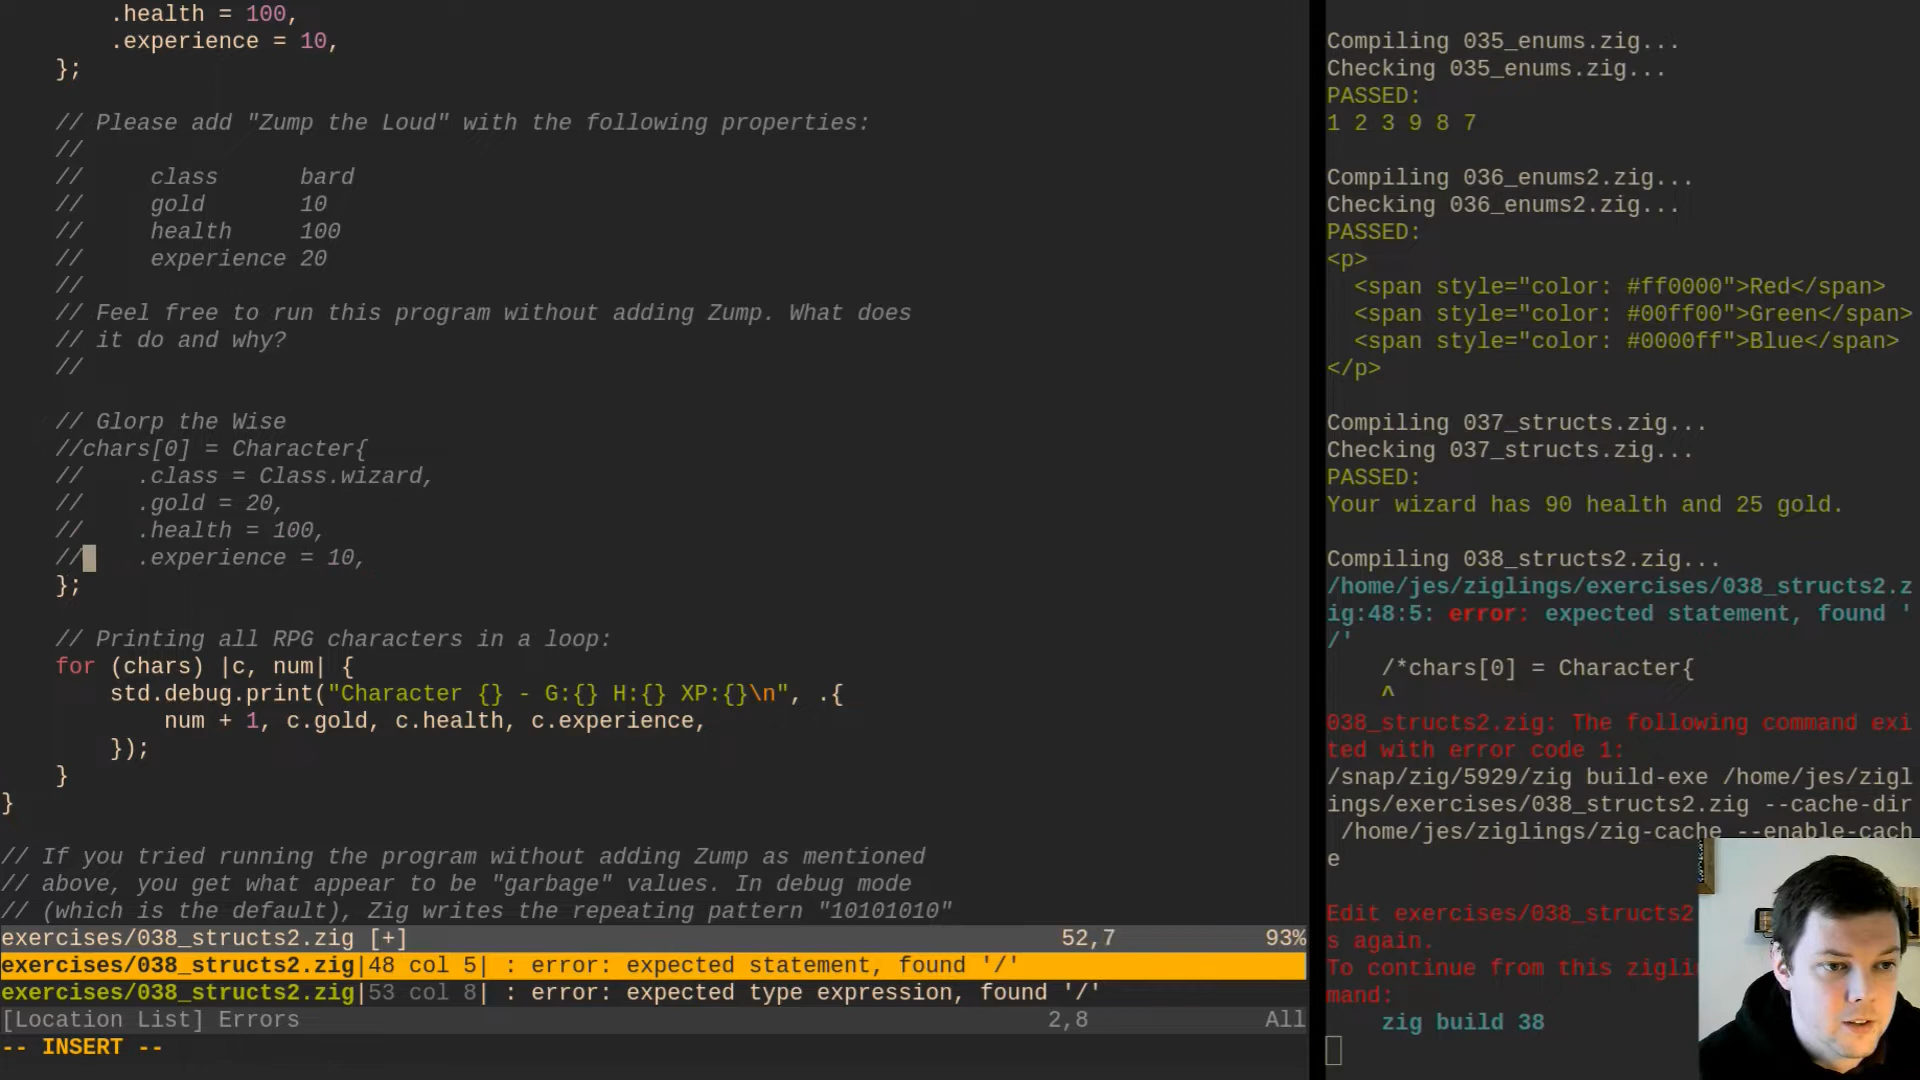 .health = 100,
.experience = 10,
};
// Please add "Zump the Loud" with the following properties:
//
//     class      bard
//     gold       10
//     health     100
//     experience 20
//
// Feel free to run this program without adding Zump. What does
// it do and why?
//
// Glorp the Wise
//chars[0] = Character{
//    .class = Class.wizard,
//    .gold = 20,
//    .health = 100,
//    .experience = 10,
};
// Printing all RPG characters in a loop:
for (chars) |c, num| {
std.debug.print("Character {} - G:{} H:{} XP:{}\n", .{
num + 1, c.gold, c.health, c.experience,
});
}
}
// If you tried running the program without adding Zump as mentioned
// above, you get what appear to be "garbage" values. In debug mode
// (which is the default), Zig writes the repeating pattern "10101010"
exercises/038_structs2.zig [+] 52,7 93%
exercises/038_structs2.zig|48 col 5| : error: expected statement, found '/'
exercises/038_structs2.zig|53 col 8| : error: expected type expression, found '/'
[Location List] Errors 2,8 All
-- INSERT --
Compiling 035_enums.zig...
Checking 035_enums.zig...
PASSED:
1 2 3 9 8 7
Compiling 036_enums2.zig...
Checking 036_enums2.zig...
PASSED:
<p>
<span style="color: #ff0000">Red</span>
<span style="color: #00ff00">Green</span>
<span style="color: #0000ff">Blue</span>
</p>
Compiling 037_structs.zig...
Checking 037_structs.zig...
PASSED:
Your wizard has 90 health and 25 gold.
Compiling 038_structs2.zig...
/home/jes/ziglings/exercises/038_structs2.z
ig:48:5: error: expected statement, found '
/'
/*chars[0] = Character{
^
038_structs2.zig: The following command exi
ted with error code 1:
/snap/zig/5929/zig build-exe /home/jes/zigl
ings/exercises/038_structs2.zig --cache-dir
/home/jes/ziglings/zig-cache --enable-cach
e
Edit exercises/038_structs2
s again.
To continue from this zigli
mand:
zig build 38